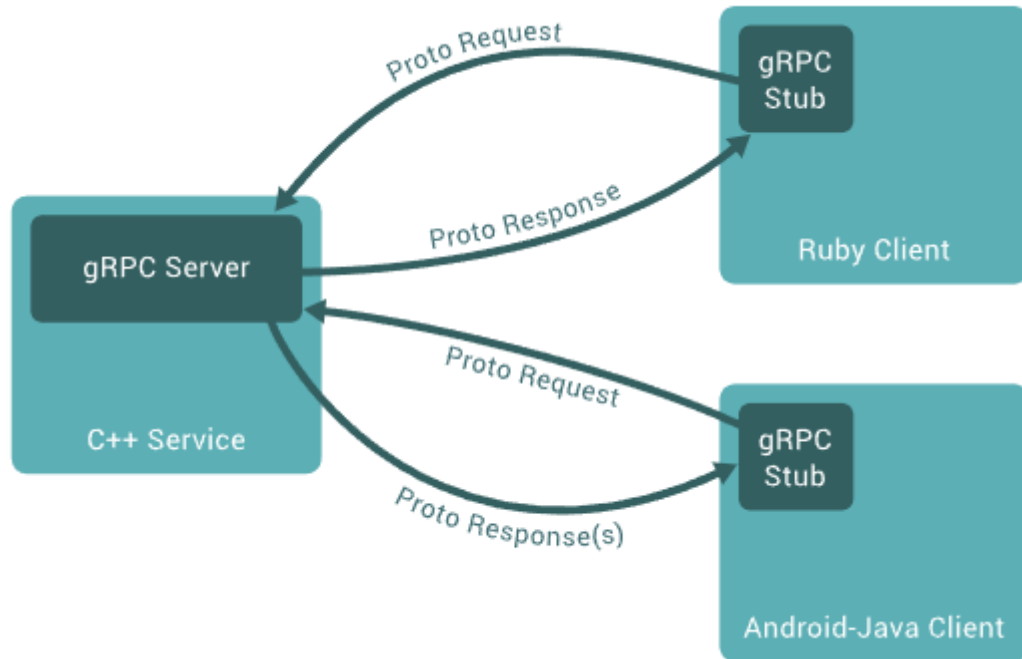 Proto Request
gRPC
Stub
Proto Response
Ruby Client
gRPC Server
C++ Service
Proto Request
gRPC
Stub
Proto Response(s)
Android-Java Client